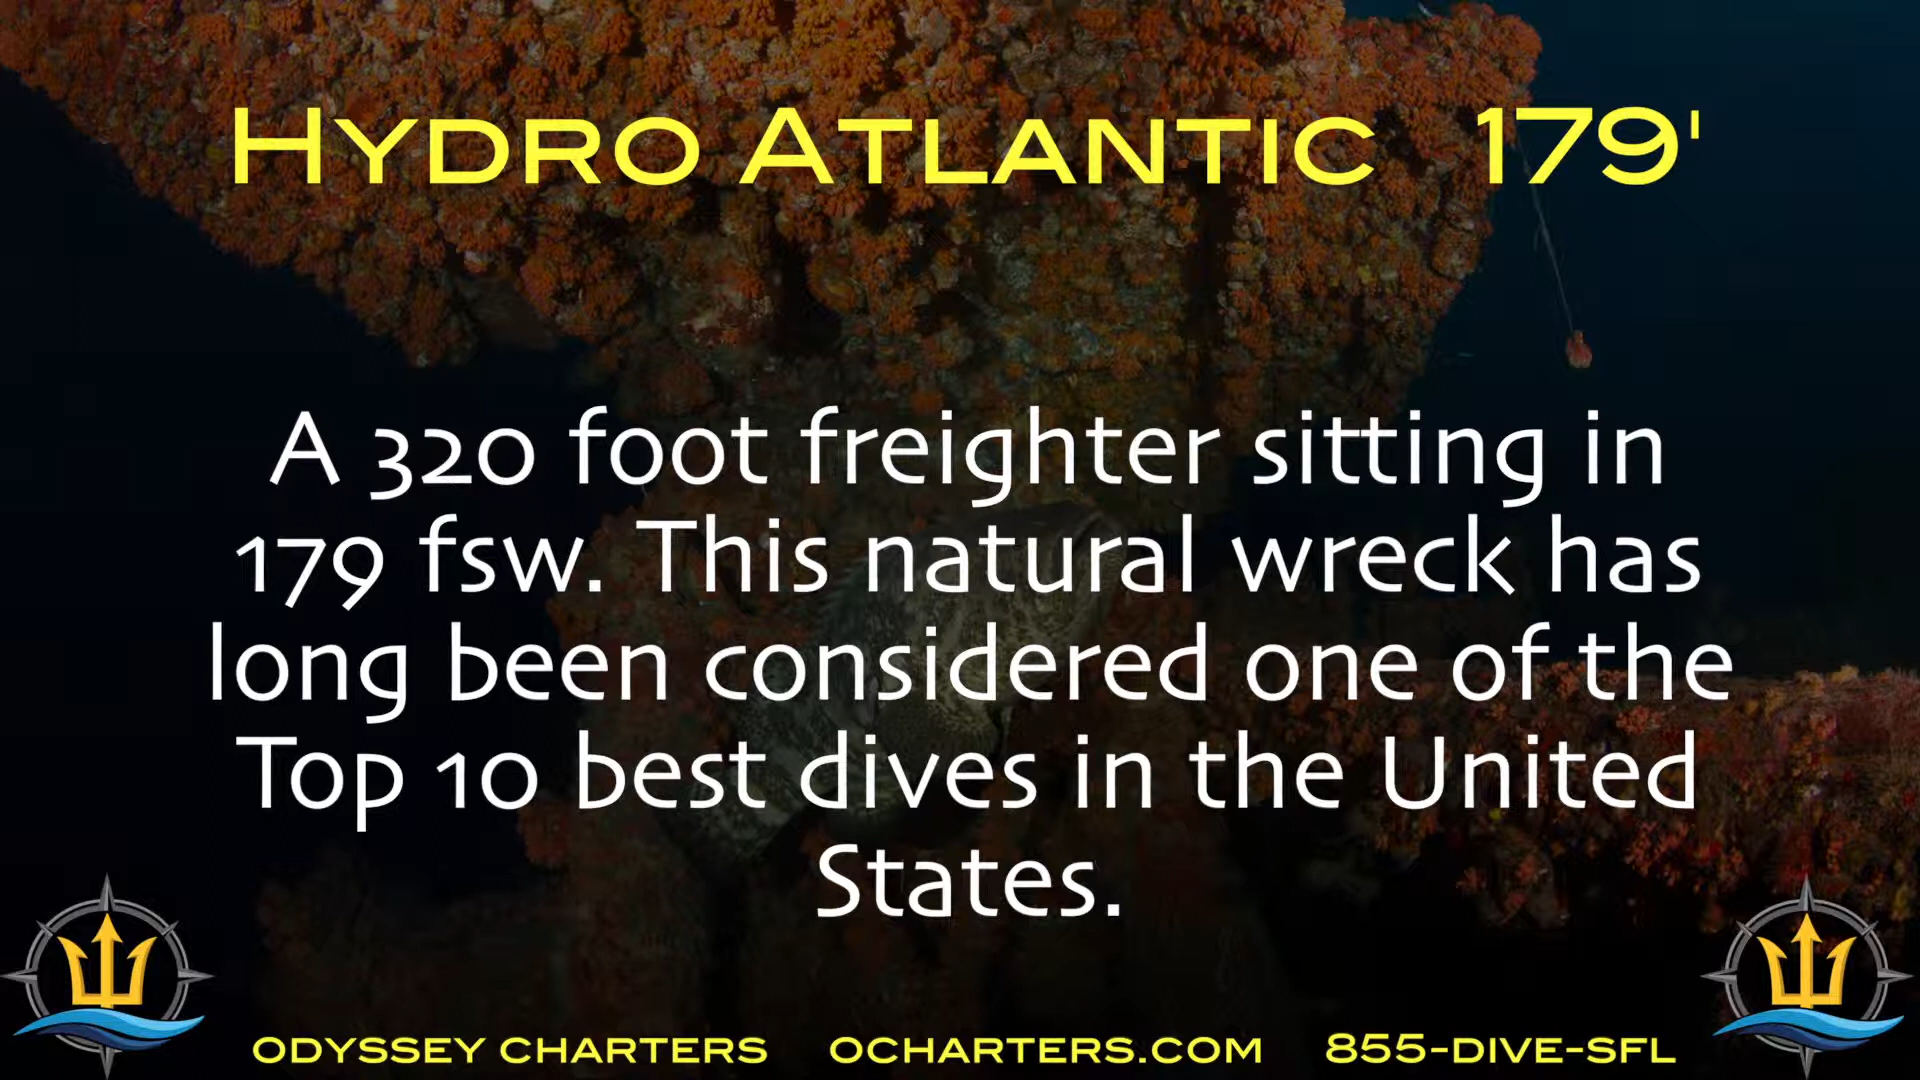 Hydro Atlantic 179'
A 320 foot freighter sitting in
179 fsw. This natural wreck has
long been considered one of the
Top 10 best dives in the United
States.
ODYSSEY CHARTERS OCHARTERS.COM 855-DIVE-SFL